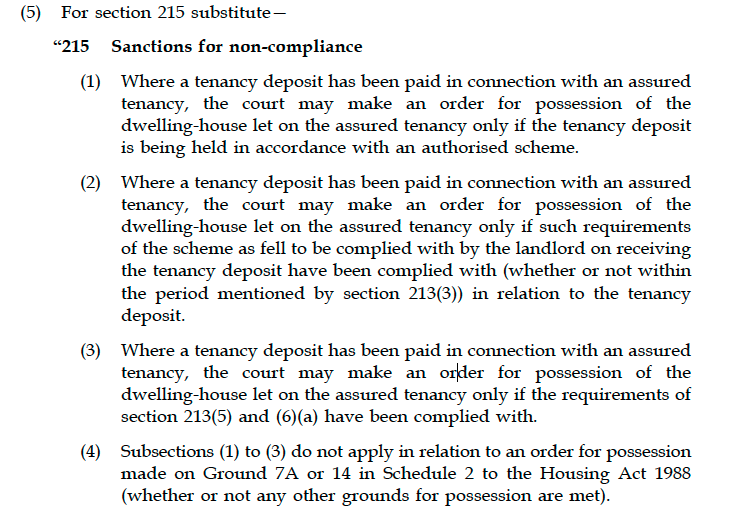 (5) For section 215 substitute—
“215 Sanctions for non-compliance
(1) Where a tenancy deposit has been paid in connection with an assured
tenancy, the court may make an order for possession of the
dwelling-house let on the assured tenancy only if the tenancy deposit
is being held in accordance with an authorised scheme.
(2) Where a tenancy deposit has been paid in connection with an assured
tenancy, the court may make an order for possession of the
dwelling-house let on the assured tenancy only if such requirements
of the scheme as fell to be complied with by the landlord on receiving
the tenancy deposit have been complied with (whether or not within
the period mentioned by section 213(3)) in relation to the tenancy
deposit.
(3) Where a tenancy deposit has been paid in connection with an assured
tenancy, the court may make an order for possession of the
dwelling-house let on the assured tenancy only if the requirements of
section 213(5) and (6)(a) have been complied with.
(4) Subsections (1) to (3) do not apply in relation to an order for possession
made on Ground 7A or 14 in Schedule 2 to the Housing Act 1988
(whether or not any other grounds for possession are met).